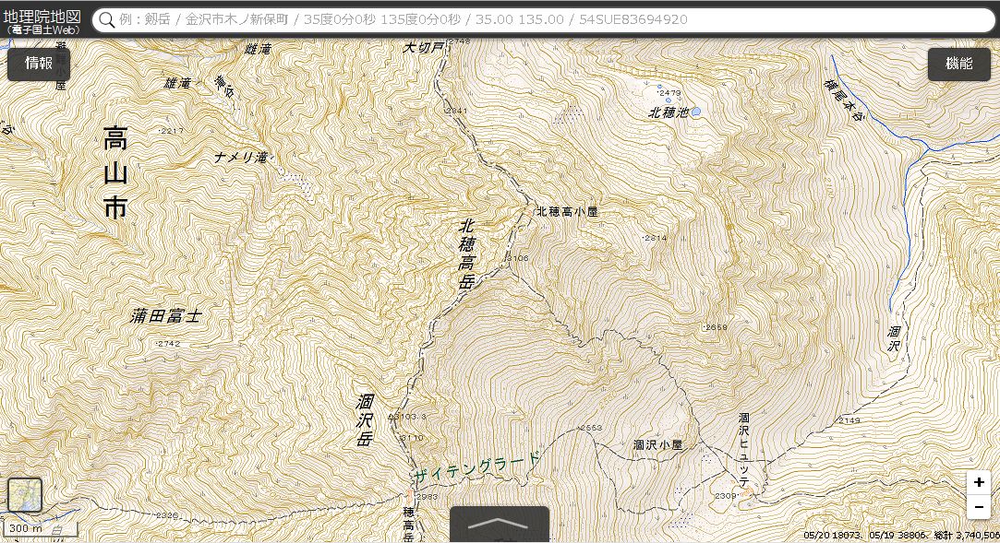 地理院地図
(電子国土Web)
例：剱岳 / 金沢市木ノ新保町 / 35度0分0秒 135度0分0秒 / 35.00 135.00 / 54SUE83694920
情報
機能
避難小屋
雌滝
大切戸
2748
雄滝
滝谷
2841
2479
北穂池
横尾本谷
2217
高山市
ナメリ滝
北穂高小屋
北穂高岳
2814
3106
蒲田富士
2742
2659
涸沢
涸沢岳
3103.3
3110
2553
涸沢小屋
涸沢ヒュッテ
2149
ザイテングラード
2983
2309
穂高岳
2326
300 m
白
05/20 18073、05/19 38806、総計 3,740,506
+
−